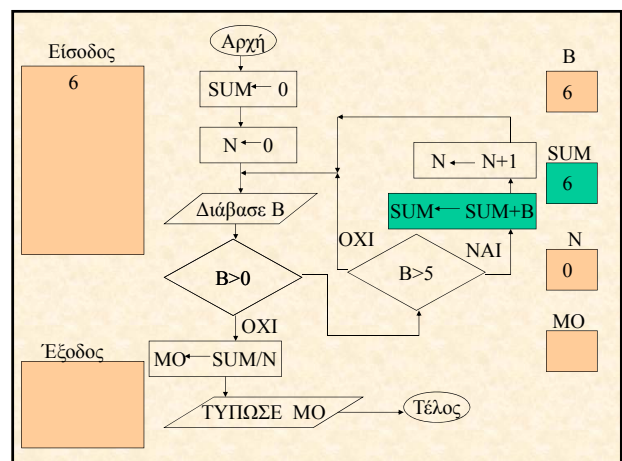 Είσοδος
6
Αρχή
SUM← 0
N←0
Διάβασε B
B>0
ΟΧΙ
MO← SUM/N
ΤΥΠΩΣΕ MO
Τέλος
ΟΧΙ
B>5
ΝΑΙ
SUM← SUM+B
N← N+1
B
6
SUM
6
N
0
MO
Έξοδος